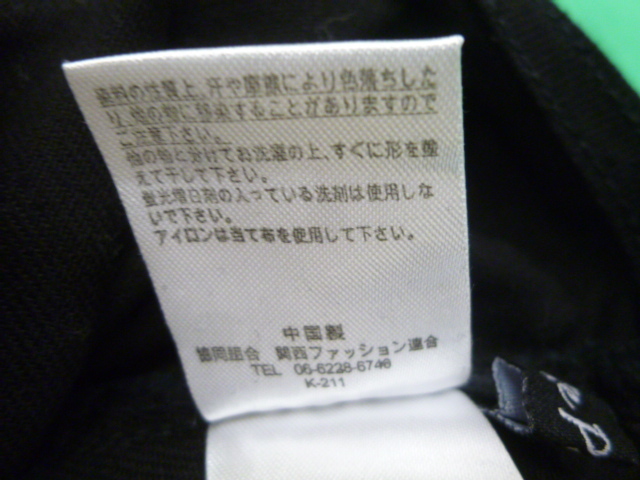 染料の性質上、汗や摩擦により色落ちした
り、他の物に移染することがありますので
ご注意下さい。
他の物と分けてお洗濯の上、すぐに形を整
えて干して下さい。
蛍光増白剤の入っている洗剤は使用しな
いで下さい。
アイロンは当て布を使用して下さい。
中国製
協同組合 関西ファッション連合
TEL 06-6228-6746
K-211